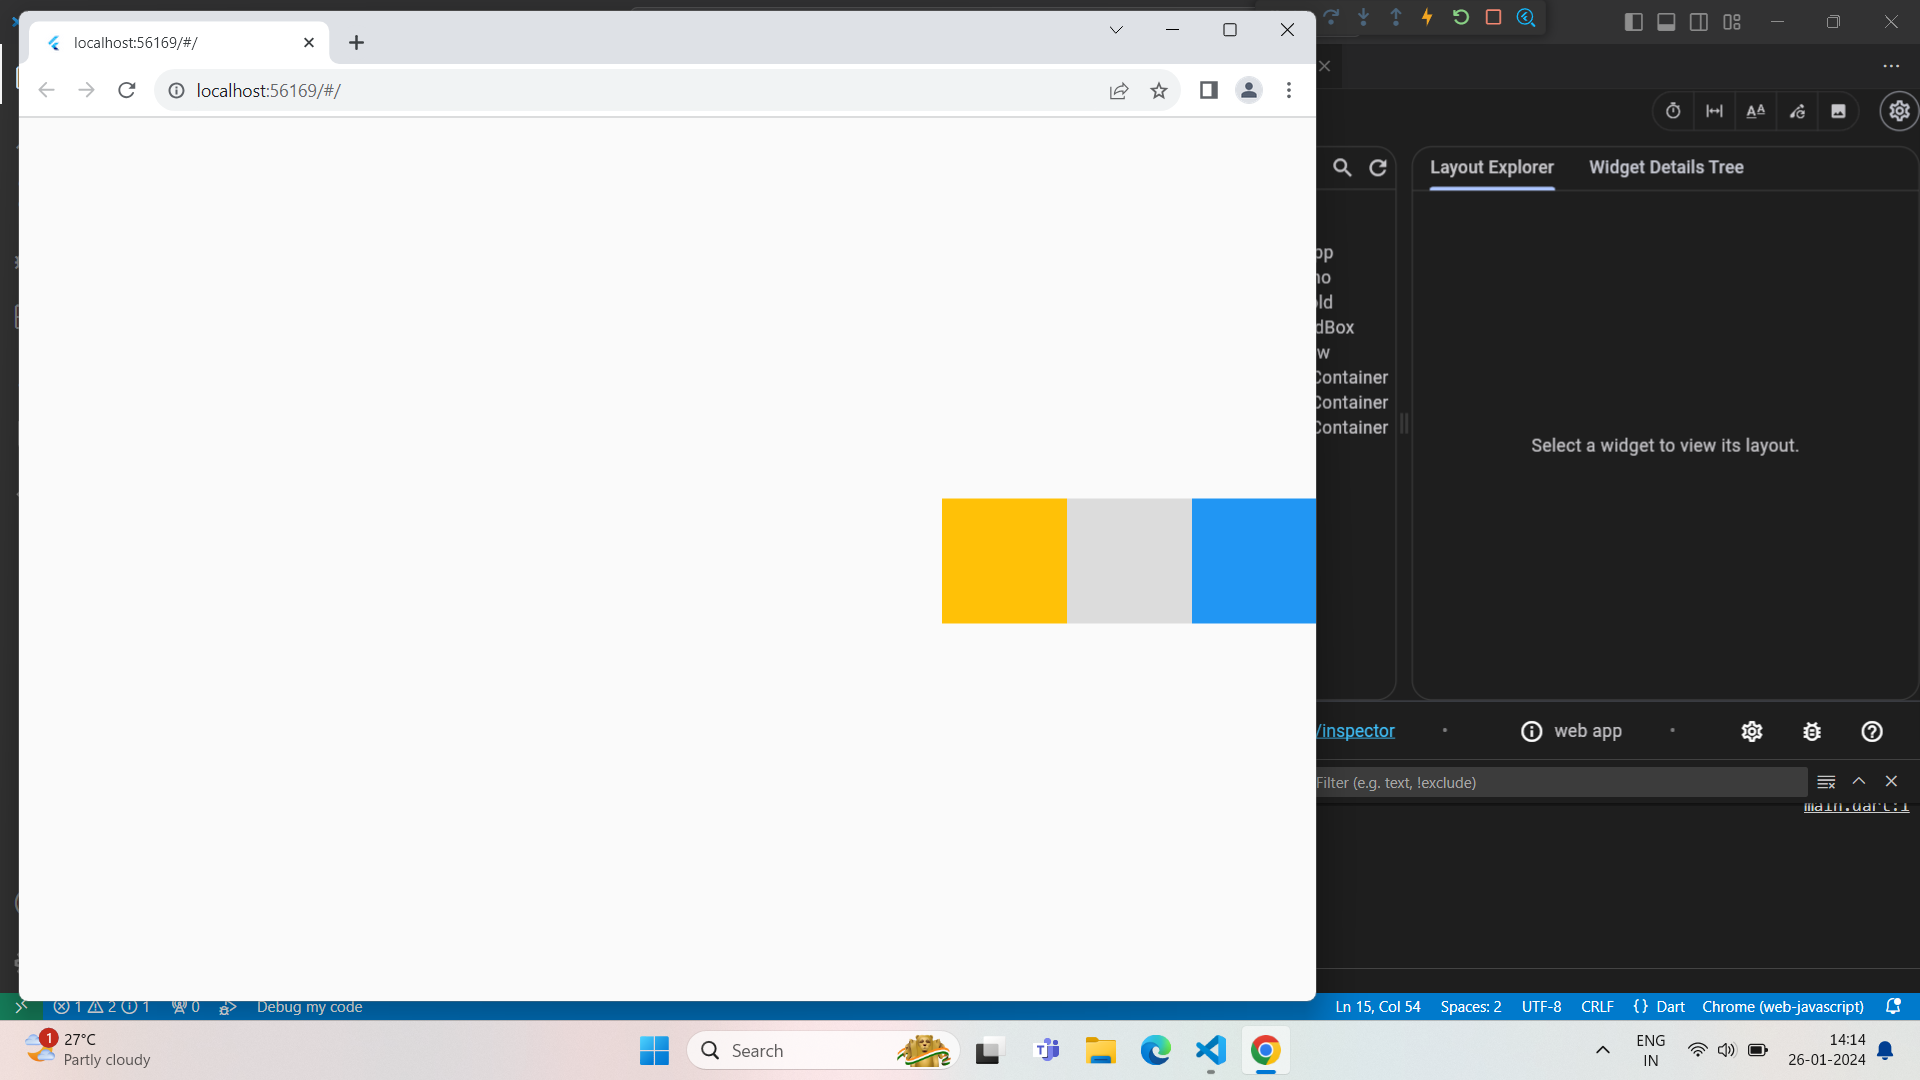 localhost:56169/#/
localhost:56169/#/
Layout Explorer
Widget Details Tree
pp
no
old
dBox
w
Container
Container
Container
Select a widget to view its layout.
/inspector
web app
Filter (e.g. text, !exclude)
main.dart:1
1 2 1
0
Debug my code
Ln 15, Col 54
Spaces: 2
UTF-8
CRLF
{} Dart
Chrome (web-javascript)
1
27°C
Partly cloudy
Search
ENG
IN
14:14
26-01-2024